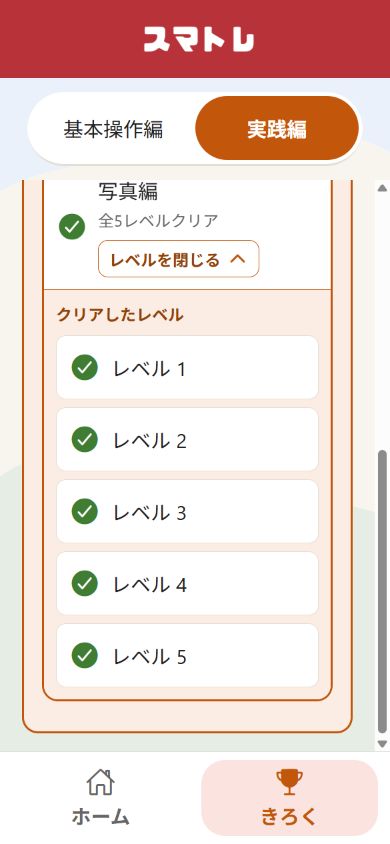 スマトレ
基本操作編
実践編
写真編
全5レベルクリア
レベルを閉じる
クリアしたレベル
レベル 1
レベル 2
レベル 3
レベル 4
レベル 5
ホーム
きろく